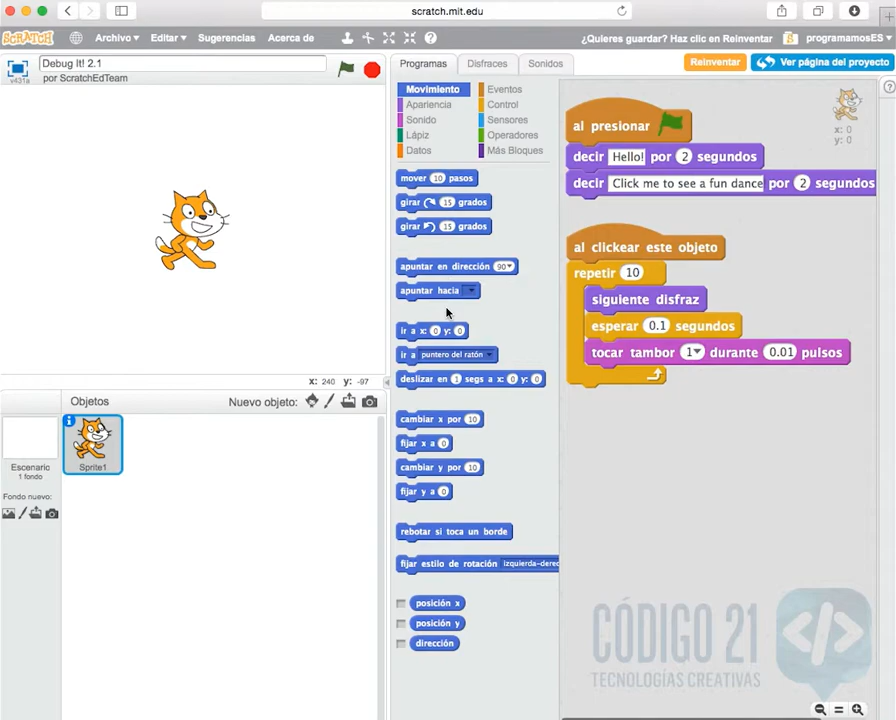 scratch.mit.edu
SCRATCH Archivo▾ Editar▾ Sugerencias Acerca de ¿Quieres guardar? Haz clic en Reinventar programamosES▾
v431a Debug It! 2.1
por ScratchEdTeam
Programas Disfraces Sonidos
Reinventar Ver página del proyecto
Movimiento Eventos
Apariencia Control
Sonido Sensores
Lápiz Operadores
Datos Más Bloques
mover 10 pasos
girar 15 grados
girar 15 grados
apuntar en dirección 90▾
apuntar hacia
ir a x: 0 y: 0
ir a puntero del ratón
deslizar en 1 segs a x: 0 y: 0
cambiar x por 10
fijar x a 0
cambiar y por 10
fijar y a 0
rebotar si toca un borde
fijar estilo de rotación izquierda-derec
posición x
posición y
dirección
al presionar
decir Hello! por 2 segundos
decir Click me to see a fun dance por 2 segundos
al clickear este objeto
repetir 10
siguiente disfraz
esperar 0.1 segundos
tocar tambor 1▾ durante 0.01 pulsos
x: 0
y: 0
x: 240 y: -97
Objetos Nuevo objeto:
Escenario
1 fondo
Sprite1
Fondo nuevo:
CÓDIGO 21
TECNOLOGÍAS CREATIVAS